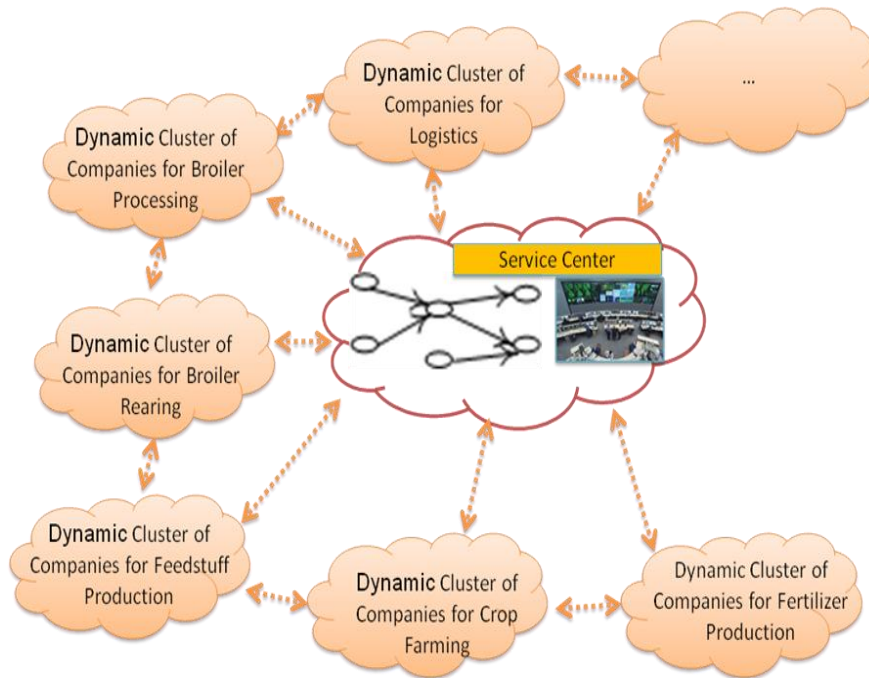 Dynamic Cluster of
Companies for
Logistics
...
Dynamic Cluster of
Companies for Broiler
Processing
Service Center
Dynamic Cluster of
Companies for Broiler
Rearing
Dynamic Cluster of
Companies for Feedstuff
Production
Dynamic Cluster of
Companies for Crop
Farming
Dynamic Cluster of
Companies for Fertilizer
Production